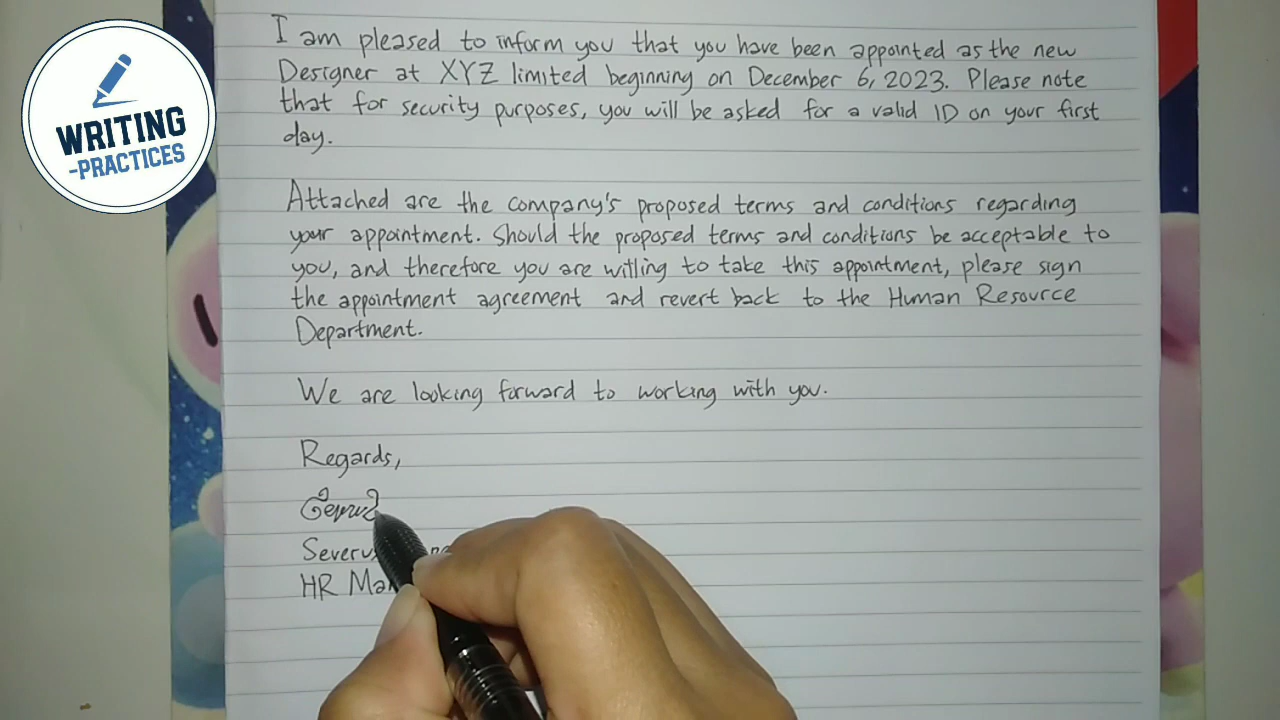 WRITING
-PRACTICES
I am pleased to inform you that you have been appointed as the new
Designer at XYZ limited beginning on December 6, 2023. Please note
that for security purposes, you will be asked for a valid ID on your first
day.
Attached are the company's proposed terms and conditions regarding
your appointment. Should the proposed terms and conditions be acceptable to
you, and therefore you are willing to take this appointment, please sign
the appointment agreement and revert back to the Human Resource
Department.
We are looking forward to working with you.
Regards,
HR